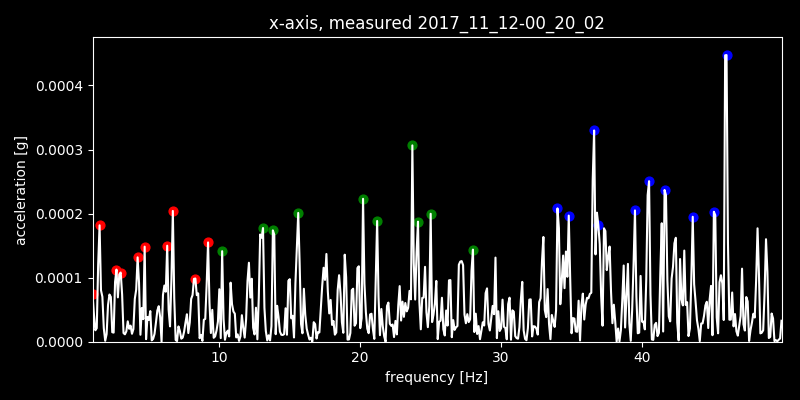 x-axis, measured 2017_11_12-00_20_02
acceleration [g]
0.0004
0.0003
0.0002
0.0001
0.0000
10 20 30 40
frequency [Hz]